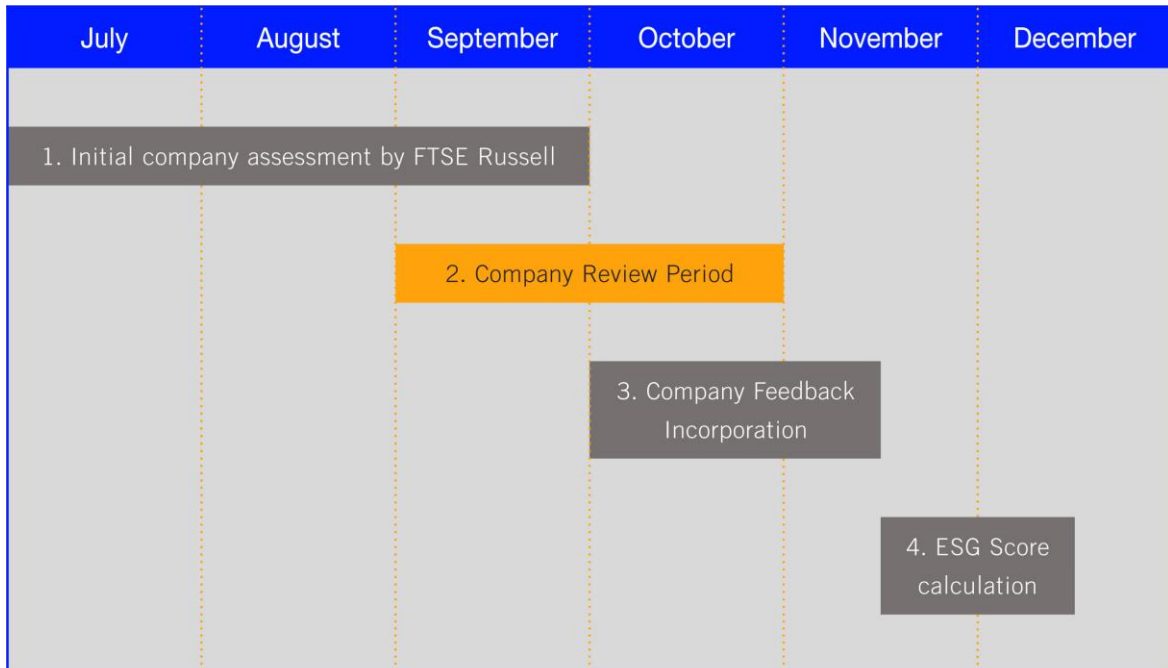 July August September October November December
1. Initial company assessment by FTSE Russell
2. Company Review Period
3. Company Feedback
Incorporation
4. ESG Score
calculation